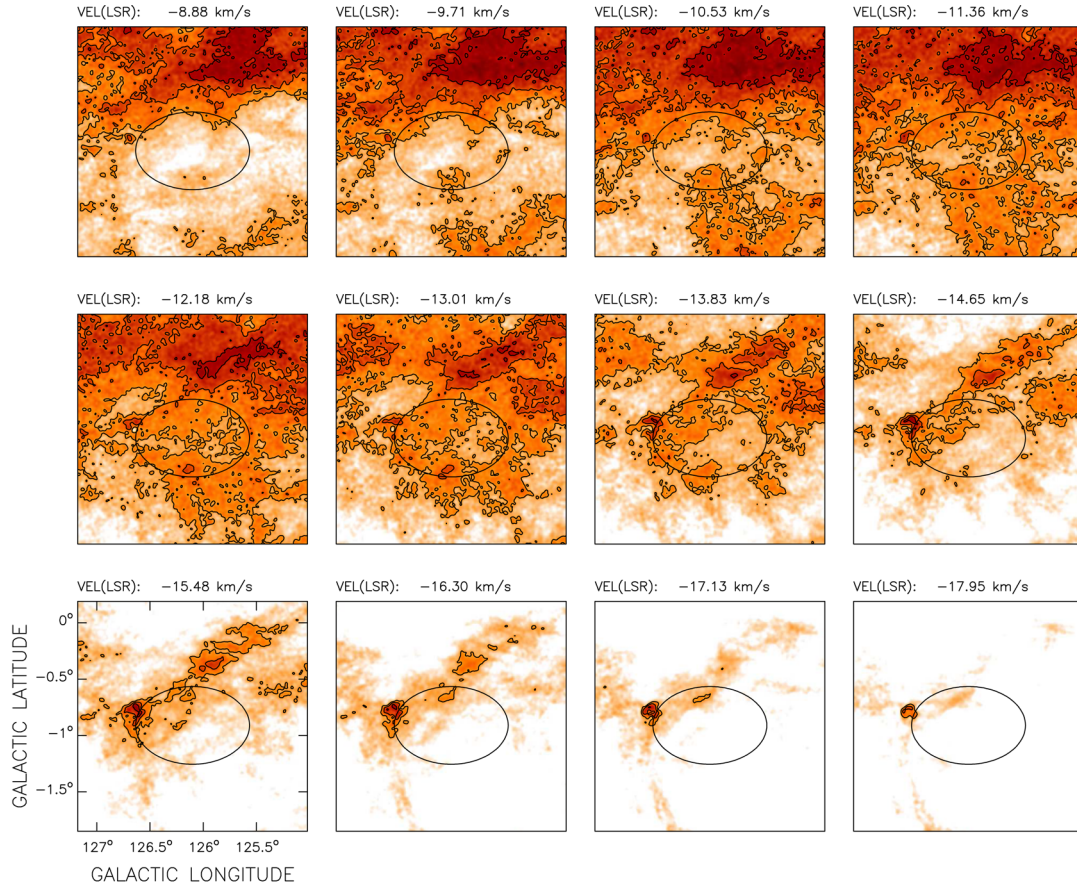 VEL(LSR): −8.88 km/s
VEL(LSR): −9.71 km/s
VEL(LSR): −10.53 km/s
VEL(LSR): −11.36 km/s
VEL(LSR): −12.18 km/s
VEL(LSR): −13.01 km/s
VEL(LSR): −13.83 km/s
VEL(LSR): −14.65 km/s
VEL(LSR): −15.48 km/s
VEL(LSR): −16.30 km/s
VEL(LSR): −17.13 km/s
VEL(LSR): −17.95 km/s
GALACTIC LATITUDE
0°
−0.5°
−1°
−1.5°
127° 126.5° 126° 125.5°
GALACTIC LONGITUDE